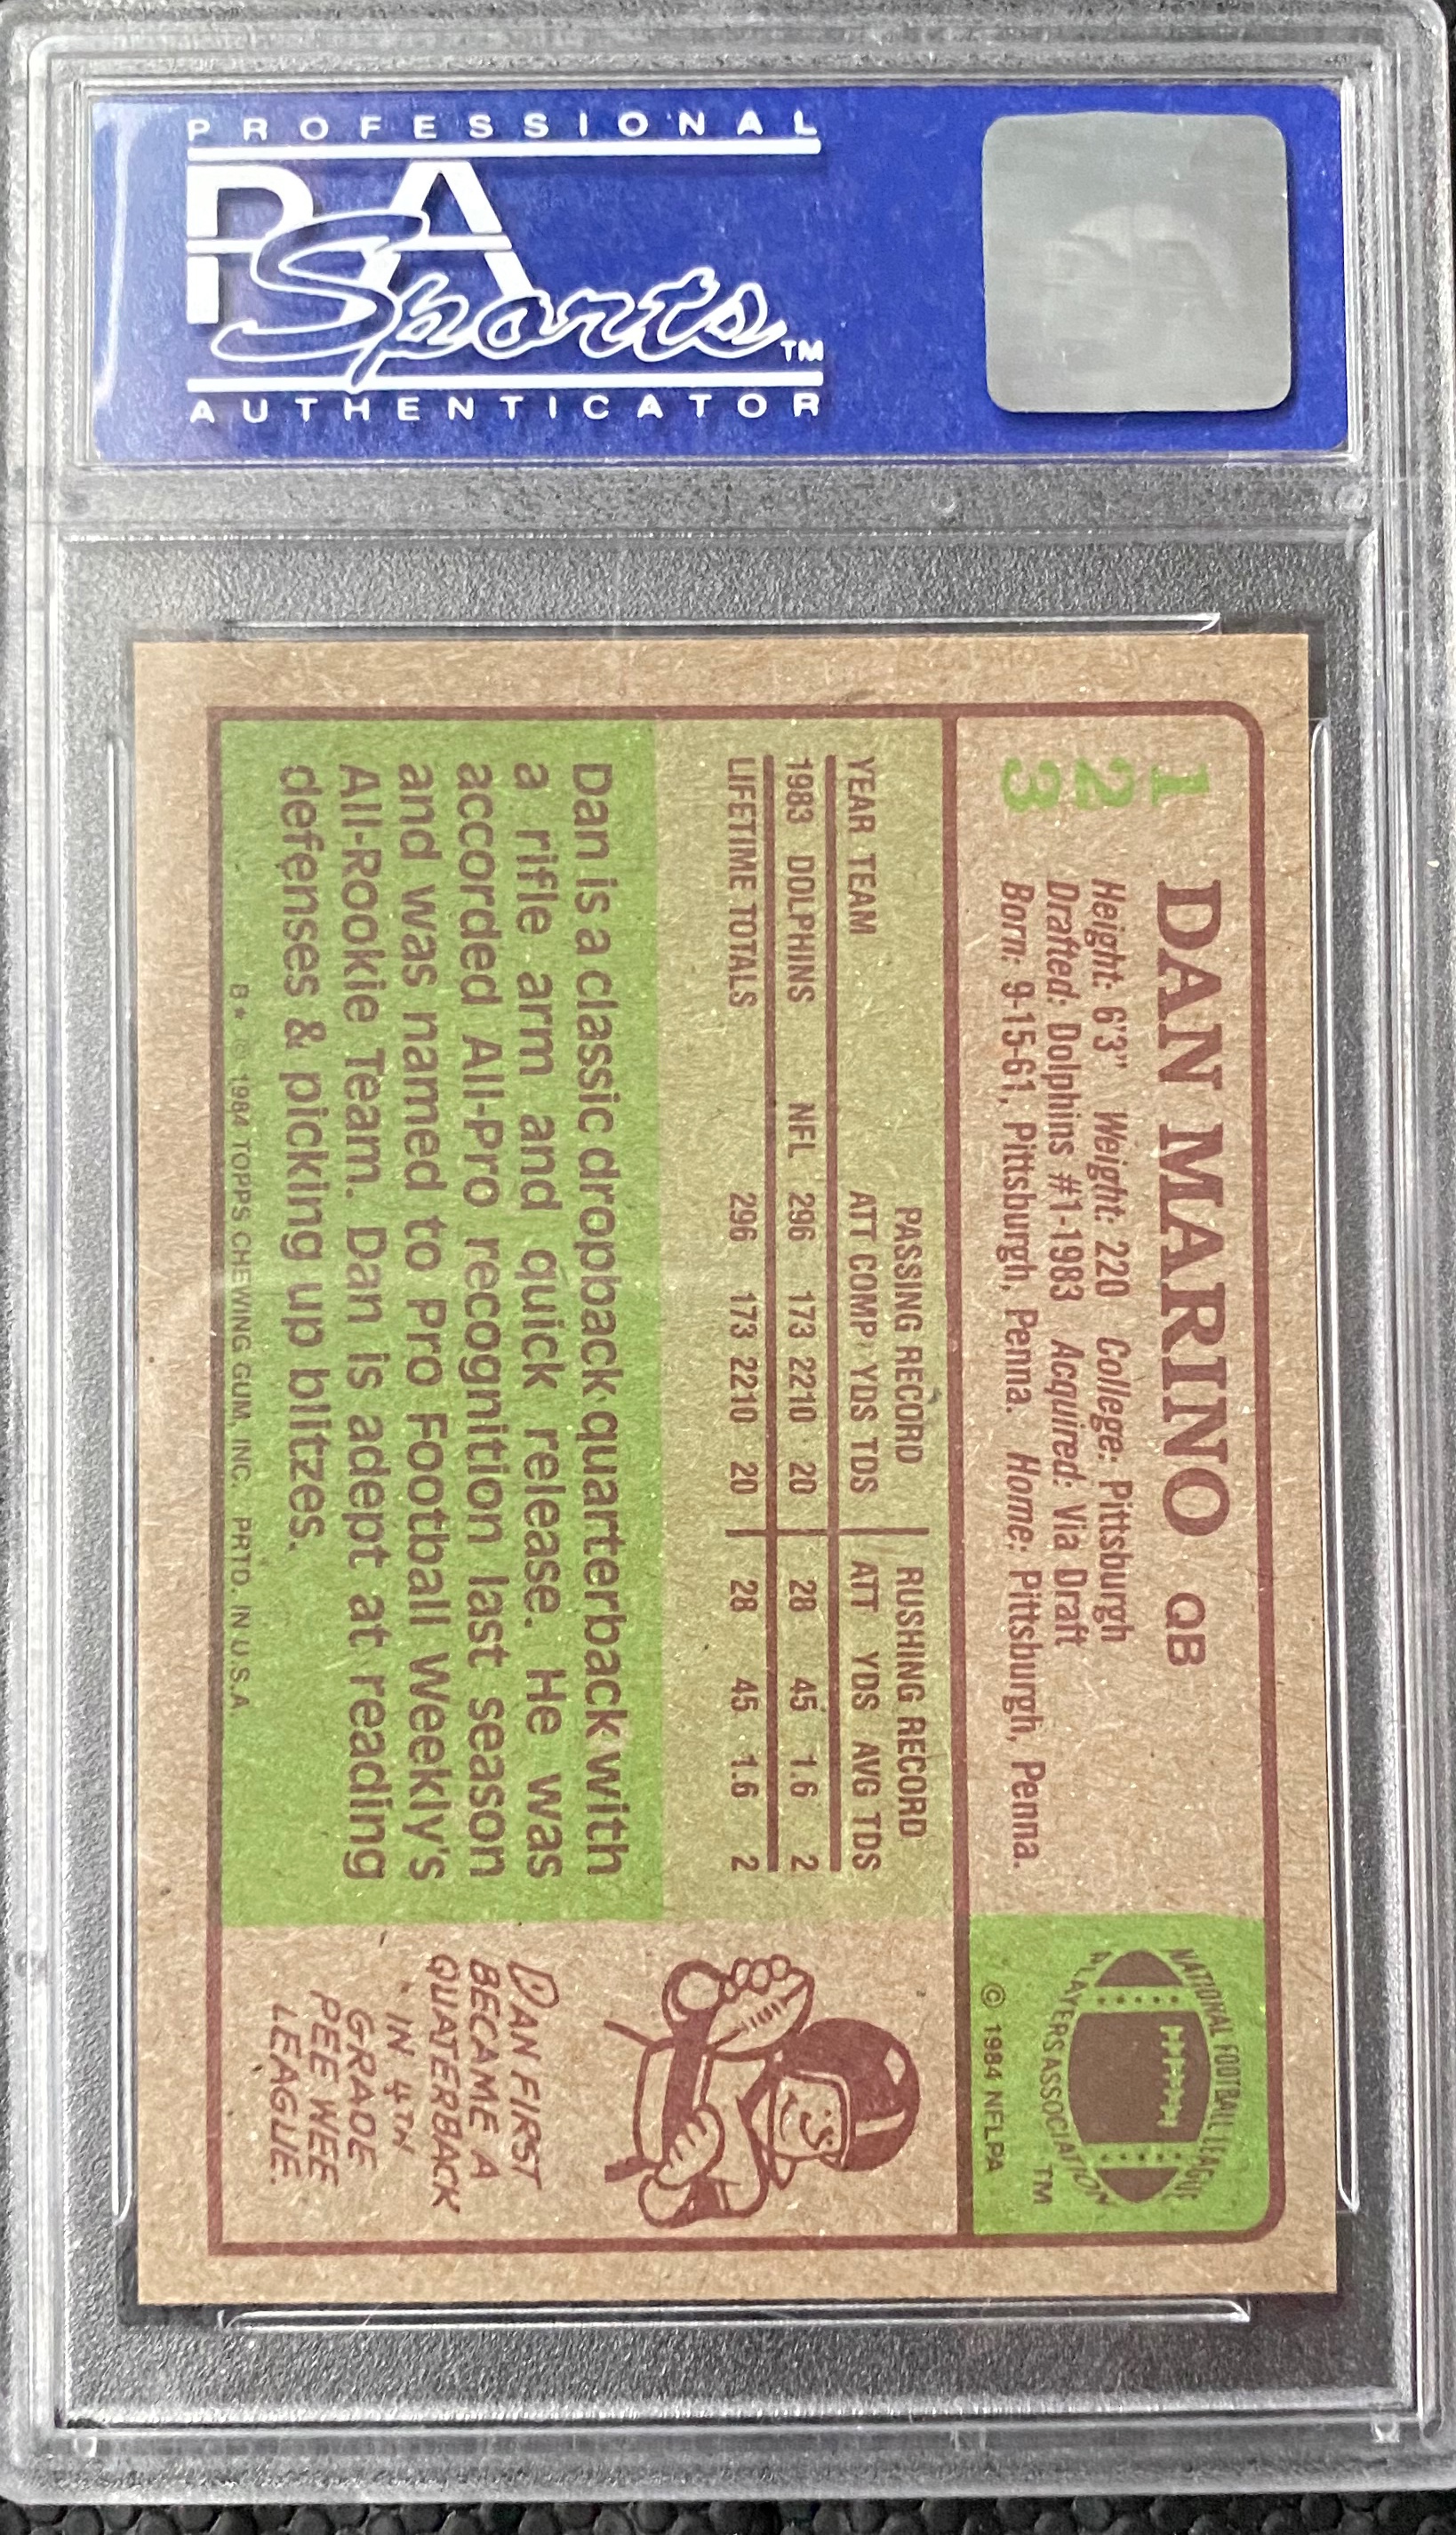 PROFESSIONAL
PSA
Sports™
AUTHENTICATOR
123
DAN MARINO QB
Height: 6'3" Weight: 220 College: Pittsburgh
Drafted: Dolphins #1-1983 Acquired: Via Draft
Born: 9-15-61, Pittsburgh, Penna. Home: Pittsburgh, Penna.
NATIONAL FOOTBALL LEAGUE
PLAYERS ASSOCIATION
TM
© 1984 NFLPA
PASSING RECORD RUSHING RECORD
YEAR TEAM ATT COMP YDS TDS ATT YDS AVG TDS
1983 DOLPHINS NFL 296 173 2210 20 28 45 1.6 2
LIFETIME TOTALS 296 173 2210 20 28 45 1.6 2
Dan is a classic dropback quarterback with
a rifle arm and quick release. He was
accorded All-Pro recognition last season
and was named to Pro Football Weekly's
All-Rookie Team. Dan is adept at reading
defenses & picking up blitzes.
B* © 1984 TOPPS CHEWING GUM, INC. PRTD. IN U.S.A
DAN FIRST
BECAME A
QUATERBACK
IN 4TH
GRADE
PEE WEE
LEAGUE.